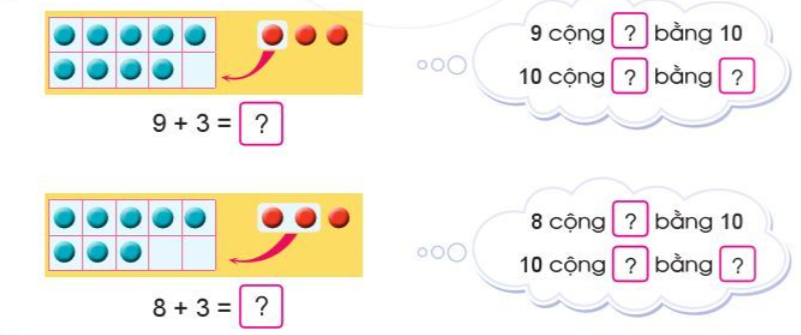 9 cộng ? bằng 10
10 cộng ? bằng ?
9 + 3 = ?
8 cộng ? bằng 10
10 cộng ? bằng ?
8 + 3 = ?